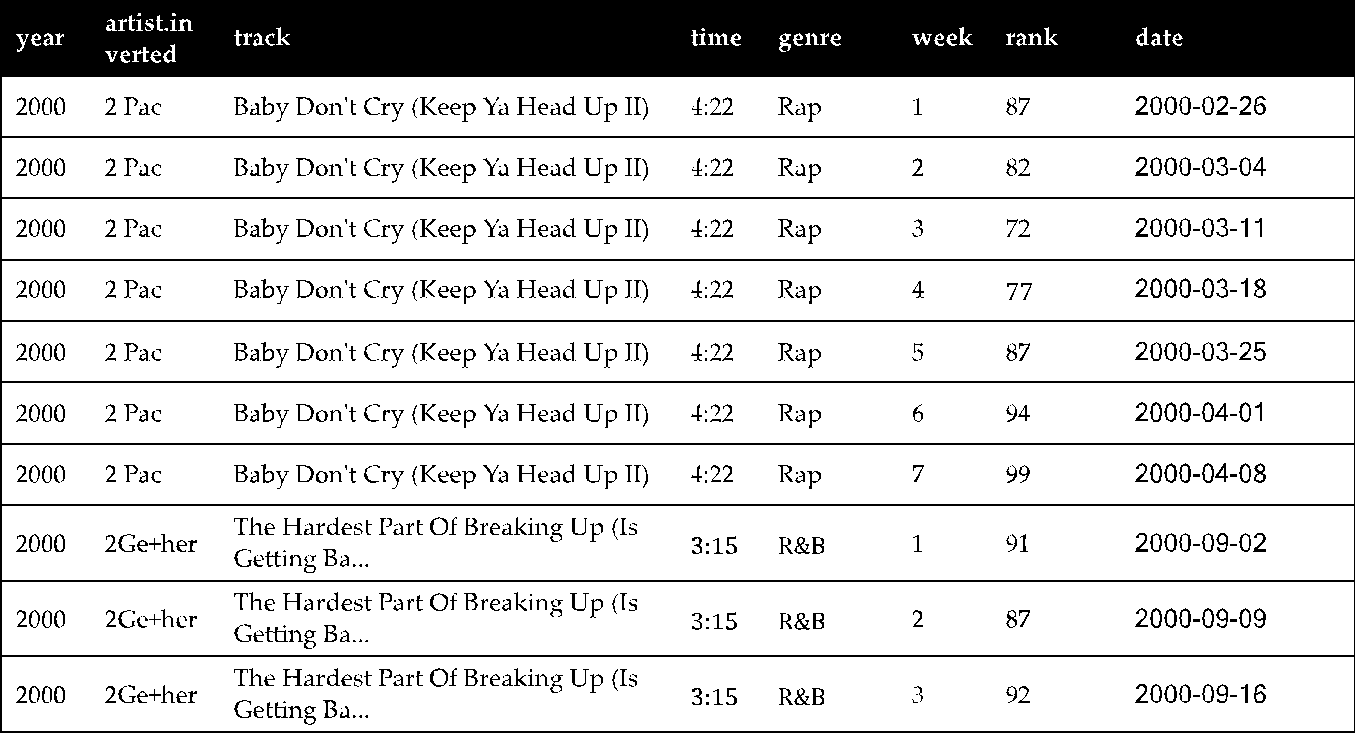 year artist.in verted track time genre week rank date
2000 2 Pac Baby Don't Cry (Keep Ya Head Up II) 4:22 Rap 1 87 2000-02-26
2000 2 Pac Baby Don't Cry (Keep Ya Head Up II) 4:22 Rap 2 82 2000-03-04
2000 2 Pac Baby Don't Cry (Keep Ya Head Up II) 4:22 Rap 3 72 2000-03-11
2000 2 Pac Baby Don't Cry (Keep Ya Head Up II) 4:22 Rap 4 77 2000-03-18
2000 2 Pac Baby Don't Cry (Keep Ya Head Up II) 4:22 Rap 5 87 2000-03-25
2000 2 Pac Baby Don't Cry (Keep Ya Head Up II) 4:22 Rap 6 94 2000-04-01
2000 2 Pac Baby Don't Cry (Keep Ya Head Up II) 4:22 Rap 7 99 2000-04-08
2000 2Ge+her The Hardest Part Of Breaking Up (Is
Getting Ba... 3:15 R&B 1 91 2000-09-02
2000 2Ge+her The Hardest Part Of Breaking Up (Is
Getting Ba... 3:15 R&B 2 87 2000-09-09
2000 2Ge+her The Hardest Part Of Breaking Up (Is
Getting Ba... 3:15 R&B 3 92 2000-09-16